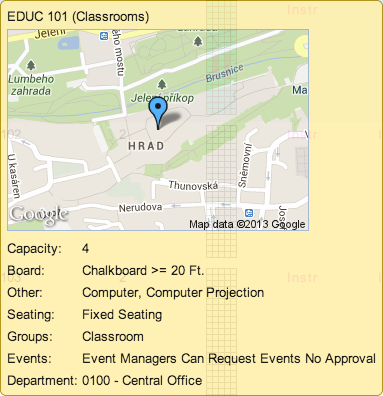 EDUC 101 (Classrooms)
Jelení
ého mostu
zahrada
Lumbeho
zahrada
Brusnice
Jelení příkop
Ma
HRAD
U kasáren
Thunovská
Sněmovní
Nerudova
Josef
Google
Map data ©2013 Google
Capacity: 4
Board: Chalkboard >= 20 Ft.
Other: Computer, Computer Projection
Seating: Fixed Seating
Groups: Classroom
Events: Event Managers Can Request Events No Approval
Department: 0100 - Central Office
Instr
Instr